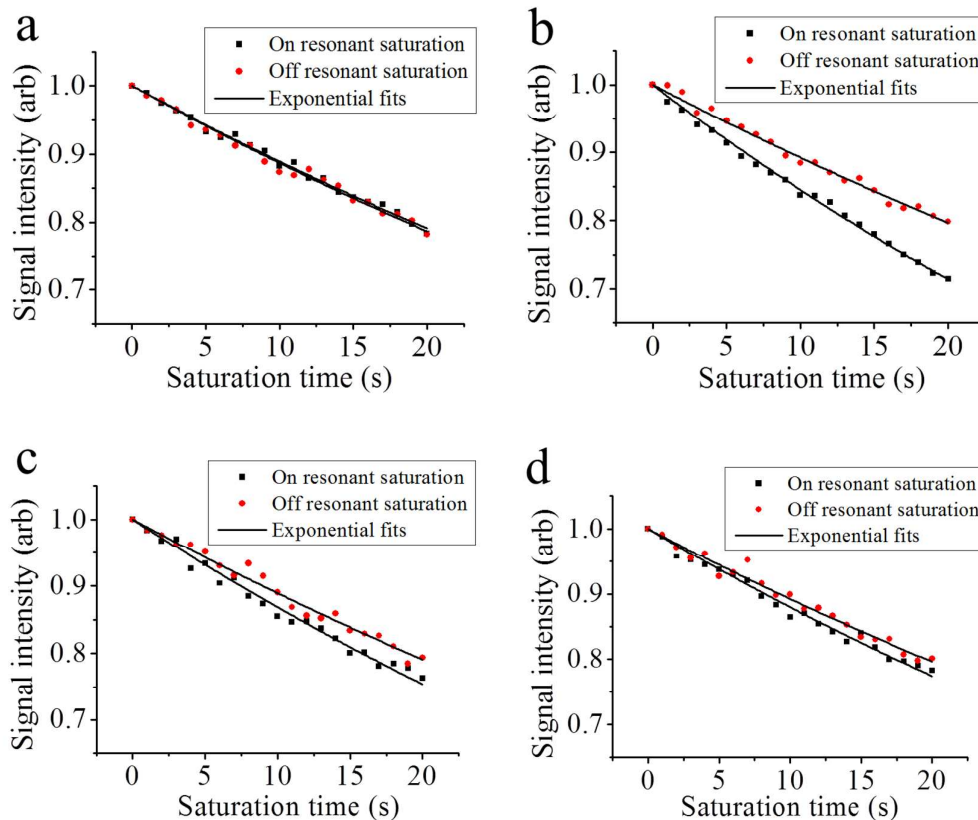 a
On resonant saturation
Off resonant saturation
Exponential fits
Signal intensity (arb)
1.0
0.9
0.8
0.7
0 5 10 15 20
Saturation time (s)
b
On resonant saturation
Off resonant saturation
Exponential fits
Signal intensity (arb)
1.0
0.9
0.8
0.7
0 5 10 15 20
Saturation time (s)
c
On resonant saturation
Off resonant saturation
Exponential fits
Signal intensity (arb)
1.0
0.9
0.8
0.7
0 5 10 15 20
Saturation time (s)
d
On resonant saturation
Off resonant saturation
Exponential fits
Signal intensity (arb)
1.0
0.9
0.8
0.7
0 5 10 15 20
Saturation time (s)